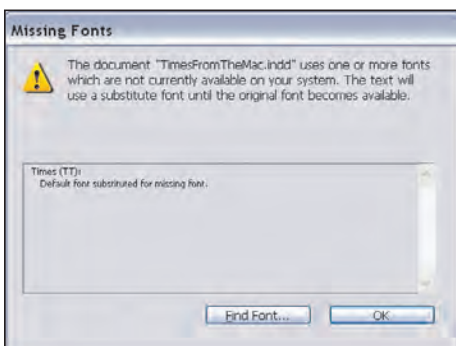 Missing Fonts
The document "TimesFromTheMac.indd" uses one or more fonts
which are not currently available on your system. The text will
use a substitute font until the original font becomes available.
Times (TT):
Default font substituted for missing font.
Find Font...
OK